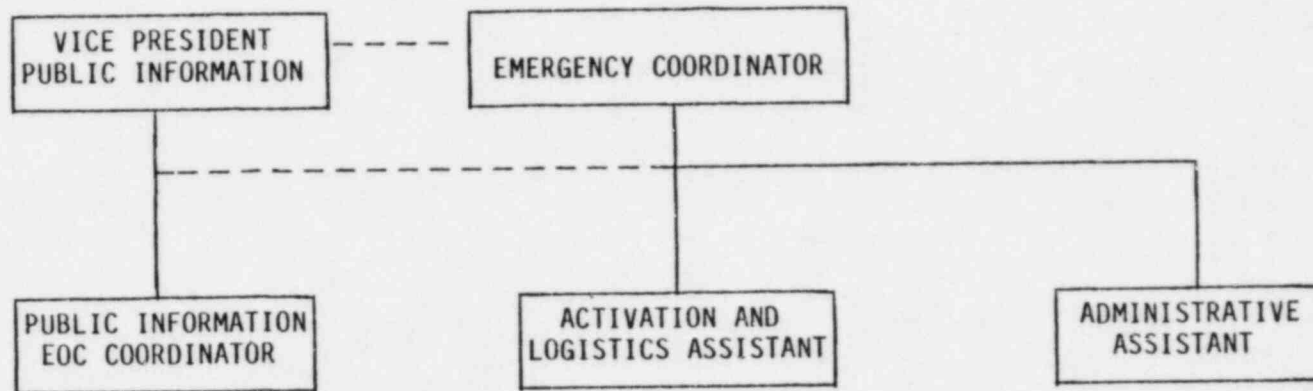 VICE PRESIDENT
PUBLIC INFORMATION
EMERGENCY COORDINATOR
PUBLIC INFORMATION
EOC COORDINATOR
ACTIVATION AND
LOGISTICS ASSISTANT
ADMINISTRATIVE
ASSISTANT